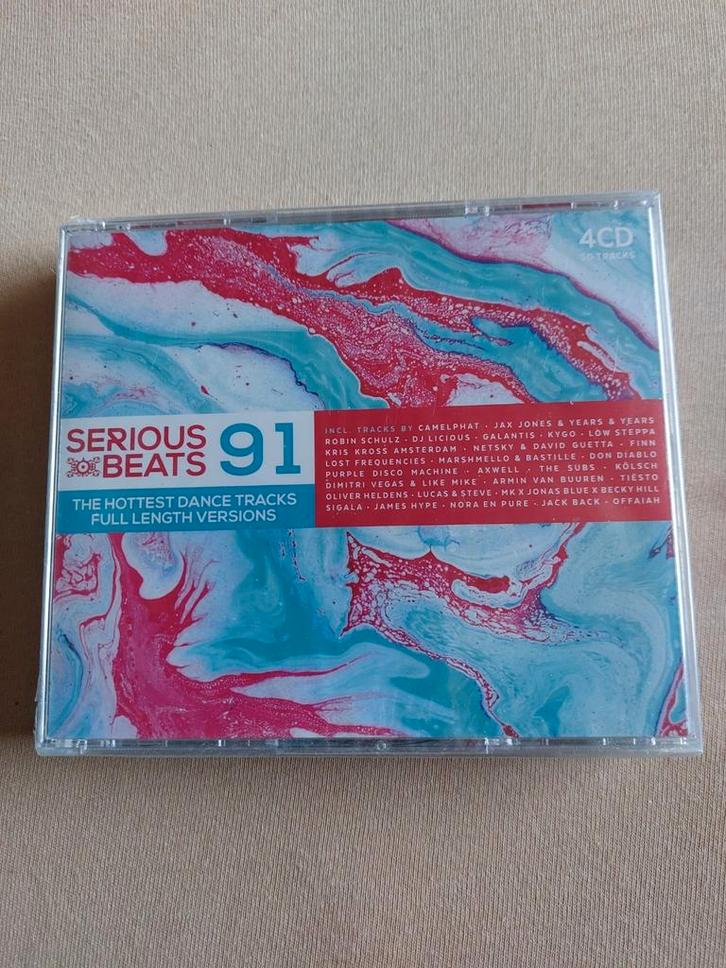 4CD
50 TRACKS
SERIOUS
BEATS
91
THE HOTTEST DANCE TRACKS
FULL LENGTH VERSIONS
INCL. TRACKS BY CAMELPHAT · JAX JONES & YEARS & YEARS
ROBIN SCHULZ · DJ LICIOUS · GALANTIS · KYGO · LÖW STEPPA
KRIS KROSS AMSTERDAM · NETSKY & DAVID GUETTA · FINN
LOST FREQUENCIES · MARSHMELLO & BASTILLE · DON DIABLO
PURPLE DISCO MACHINE · AXWELL · THE SUBS · KÖLSCH
DIMITRI VEGAS & LIKE MIKE · ARMIN VAN BUUREN · TIËSTO
OLIVER HELDENS · LUCAS & STEVE · MK X JONAS BLUE X BECKY HILL
SIGALA · JAMES HYPE · NORA EN PURE · JACK BACK · OFFAIAH